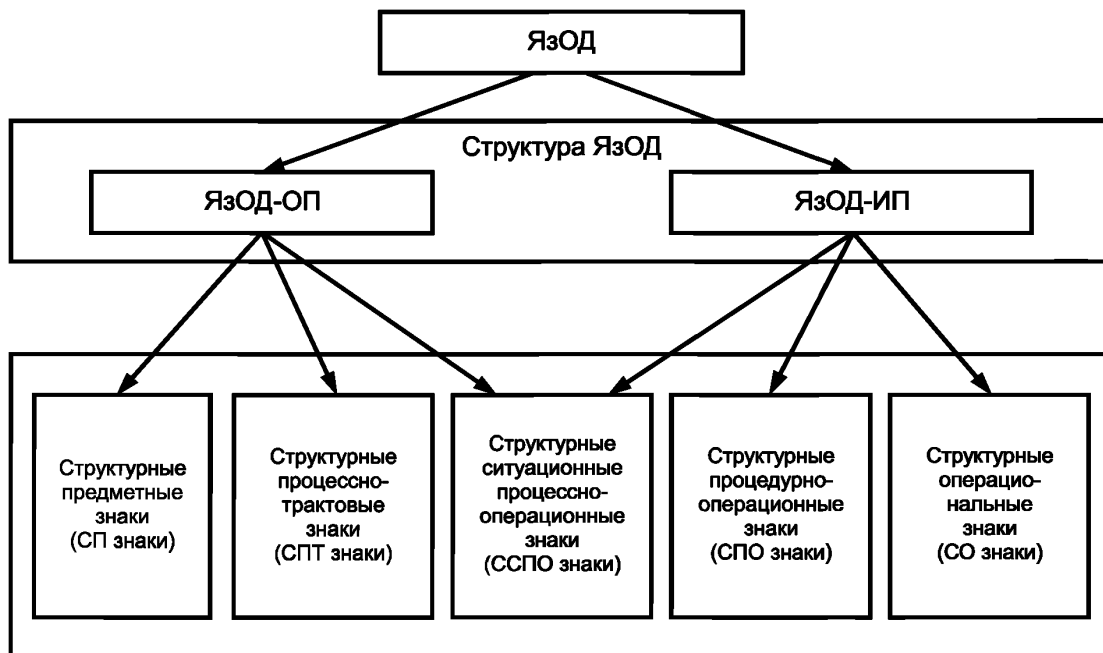 ЯзОД
Структура ЯзОД
ЯзОД-ОП
ЯзОД-ИП
Структурные
предметные
знаки
(СП знаки)
Структурные
процессно-
трактовые
знаки
(СПТ знаки)
Структурные
ситуационные
процессно-
операционные
знаки
(ССПО знаки)
Структурные
процедурно-
операционные
знаки
(СПО знаки)
Структурные
операцио-
нальные
знаки
(СО знаки)